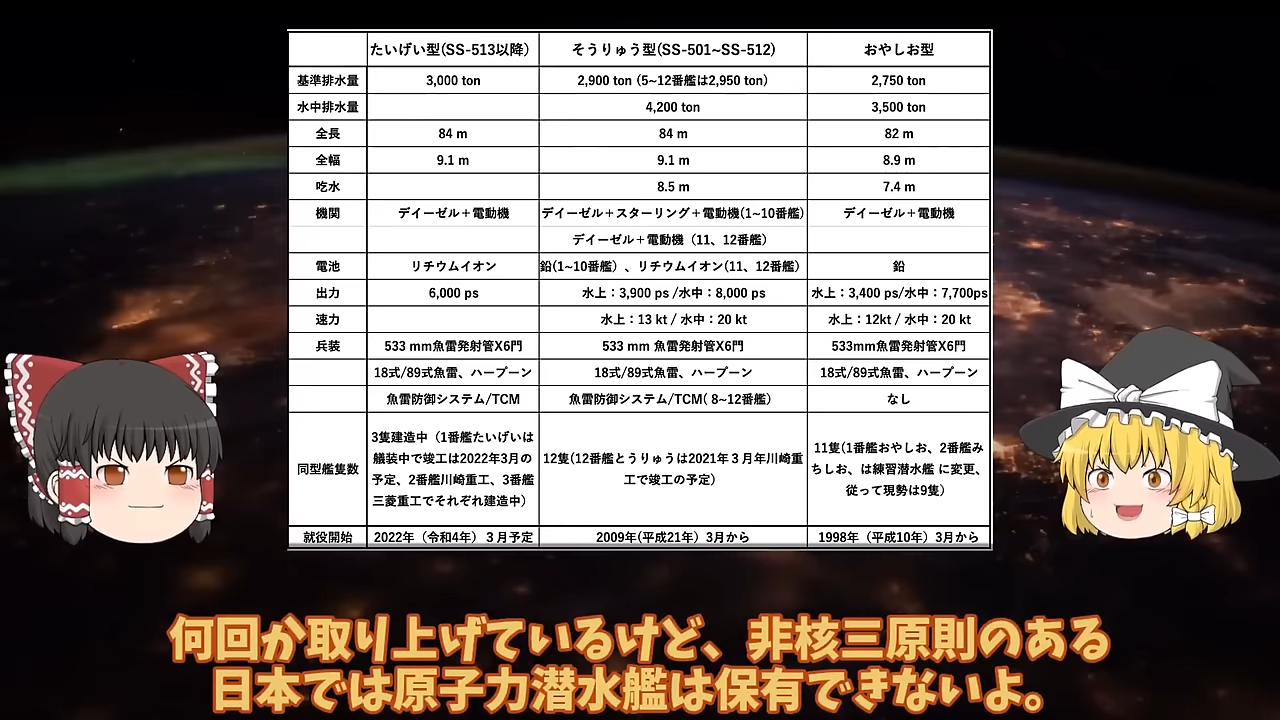 たいげい型(SS-513以降) そうりゅう型(SS-501~SS-512) おやしお型
基準排水量 3,000 ton 2,900 ton (5~12番艦は2,950 ton) 2,750 ton
水中排水量 4,200 ton 3,500 ton
全長 84 m 84 m 82 m
全幅 9.1 m 9.1 m 8.9 m
吃水 8.5 m 7.4 m
機関 デイーゼル＋電動機 デイーゼル＋スターリング＋電動機(1~10番艦) デイーゼル＋電動機
デイーゼル＋電動機（11、12番艦）
電池 リチウムイオン 鉛(1~10番艦）、リチウムイオン(11、12番艦) 鉛
出力 6,000 ps 水上：3,900 ps /水中：8,000 ps 水上：3,400 ps/水中：7,700ps
速力 水上：13 kt / 水中：20 kt 水上：12kt / 水中：20 kt
兵装 533 mm魚雷発射管X6門 533 mm 魚雷発射管X6門 533mm魚雷発射管X6門
18式/89式魚雷、ハープーン 18式/89式魚雷、ハープーン 18式/89式魚雷、ハープーン
魚雷防御システム/TCM 魚雷防御システム/TCM( 8~12番艦) なし
同型艦隻数
3隻建造中（1番艦たいげいは
艤装中で竣工は2022年3月の
予定、2番艦川崎重工、3番艦
三菱重工でそれぞれ建造中）
12隻(12番艦とうりゅうは2021年３月年川崎重
工で竣工の予定）
11隻(1番艦おやしお、2番艦み
ちしお、は練習潜水艦 に変更、
従って現勢は9隻）
就役開始 2022年（令和4年）３月予定 2009年(平成21年）3月から 1998年（平成10年）3月から
何回か取り上げているけど、非核三原則のある
日本では原子力潜水艦は保有できないよ。